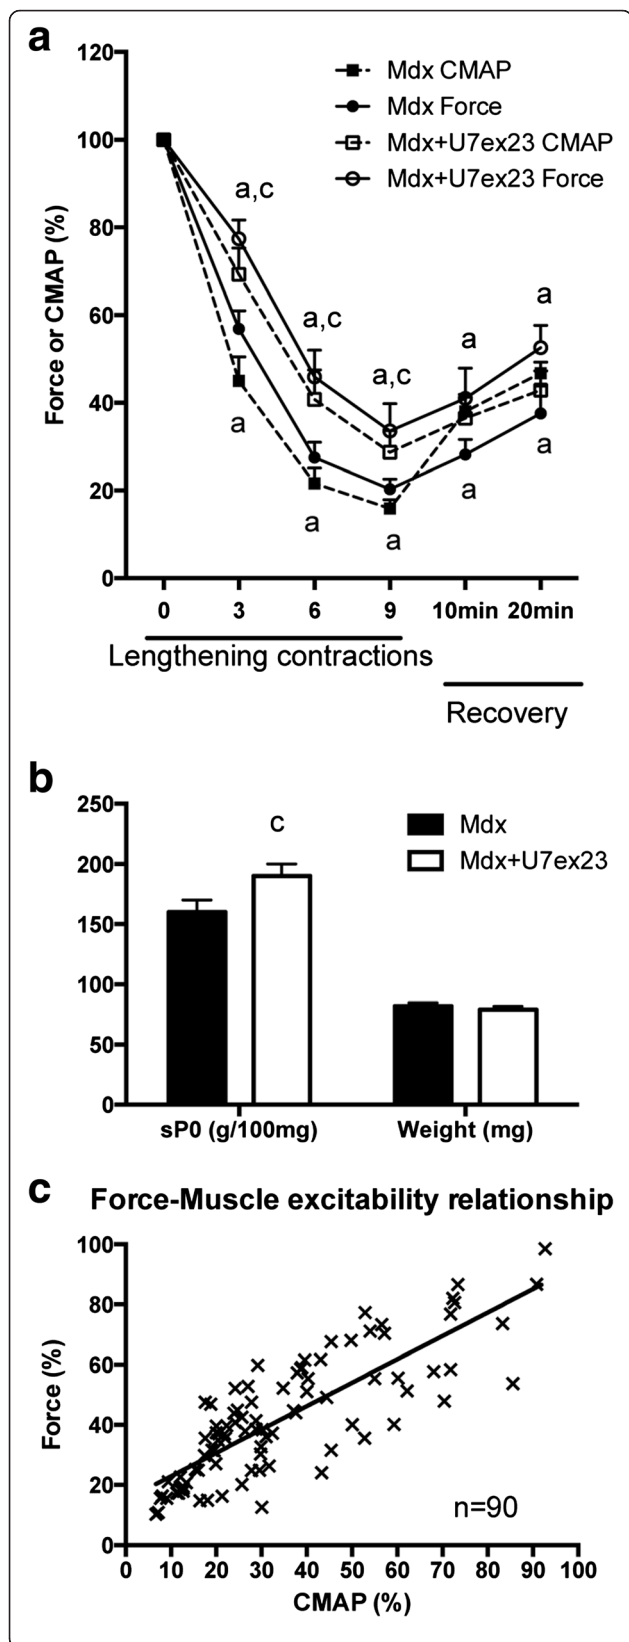 a
120
100
80
60
40
20
0
Force or CMAP (%)
Mdx CMAP
Mdx Force
Mdx+U7ex23 CMAP
Mdx+U7ex23 Force
a,c
a,c
a,c
a
a
a
a
a
a
a
0 3 6 9 10min 20min
Lengthening contractions
Recovery
b
250
200
150
100
50
0
c
Mdx
Mdx+U7ex23
sP0 (g/100mg) Weight (mg)
c Force-Muscle excitability relationship
100
80
60
40
20
0
Force (%)
n=90
0 10 20 30 40 50 60 70 80 90 100
CMAP (%)